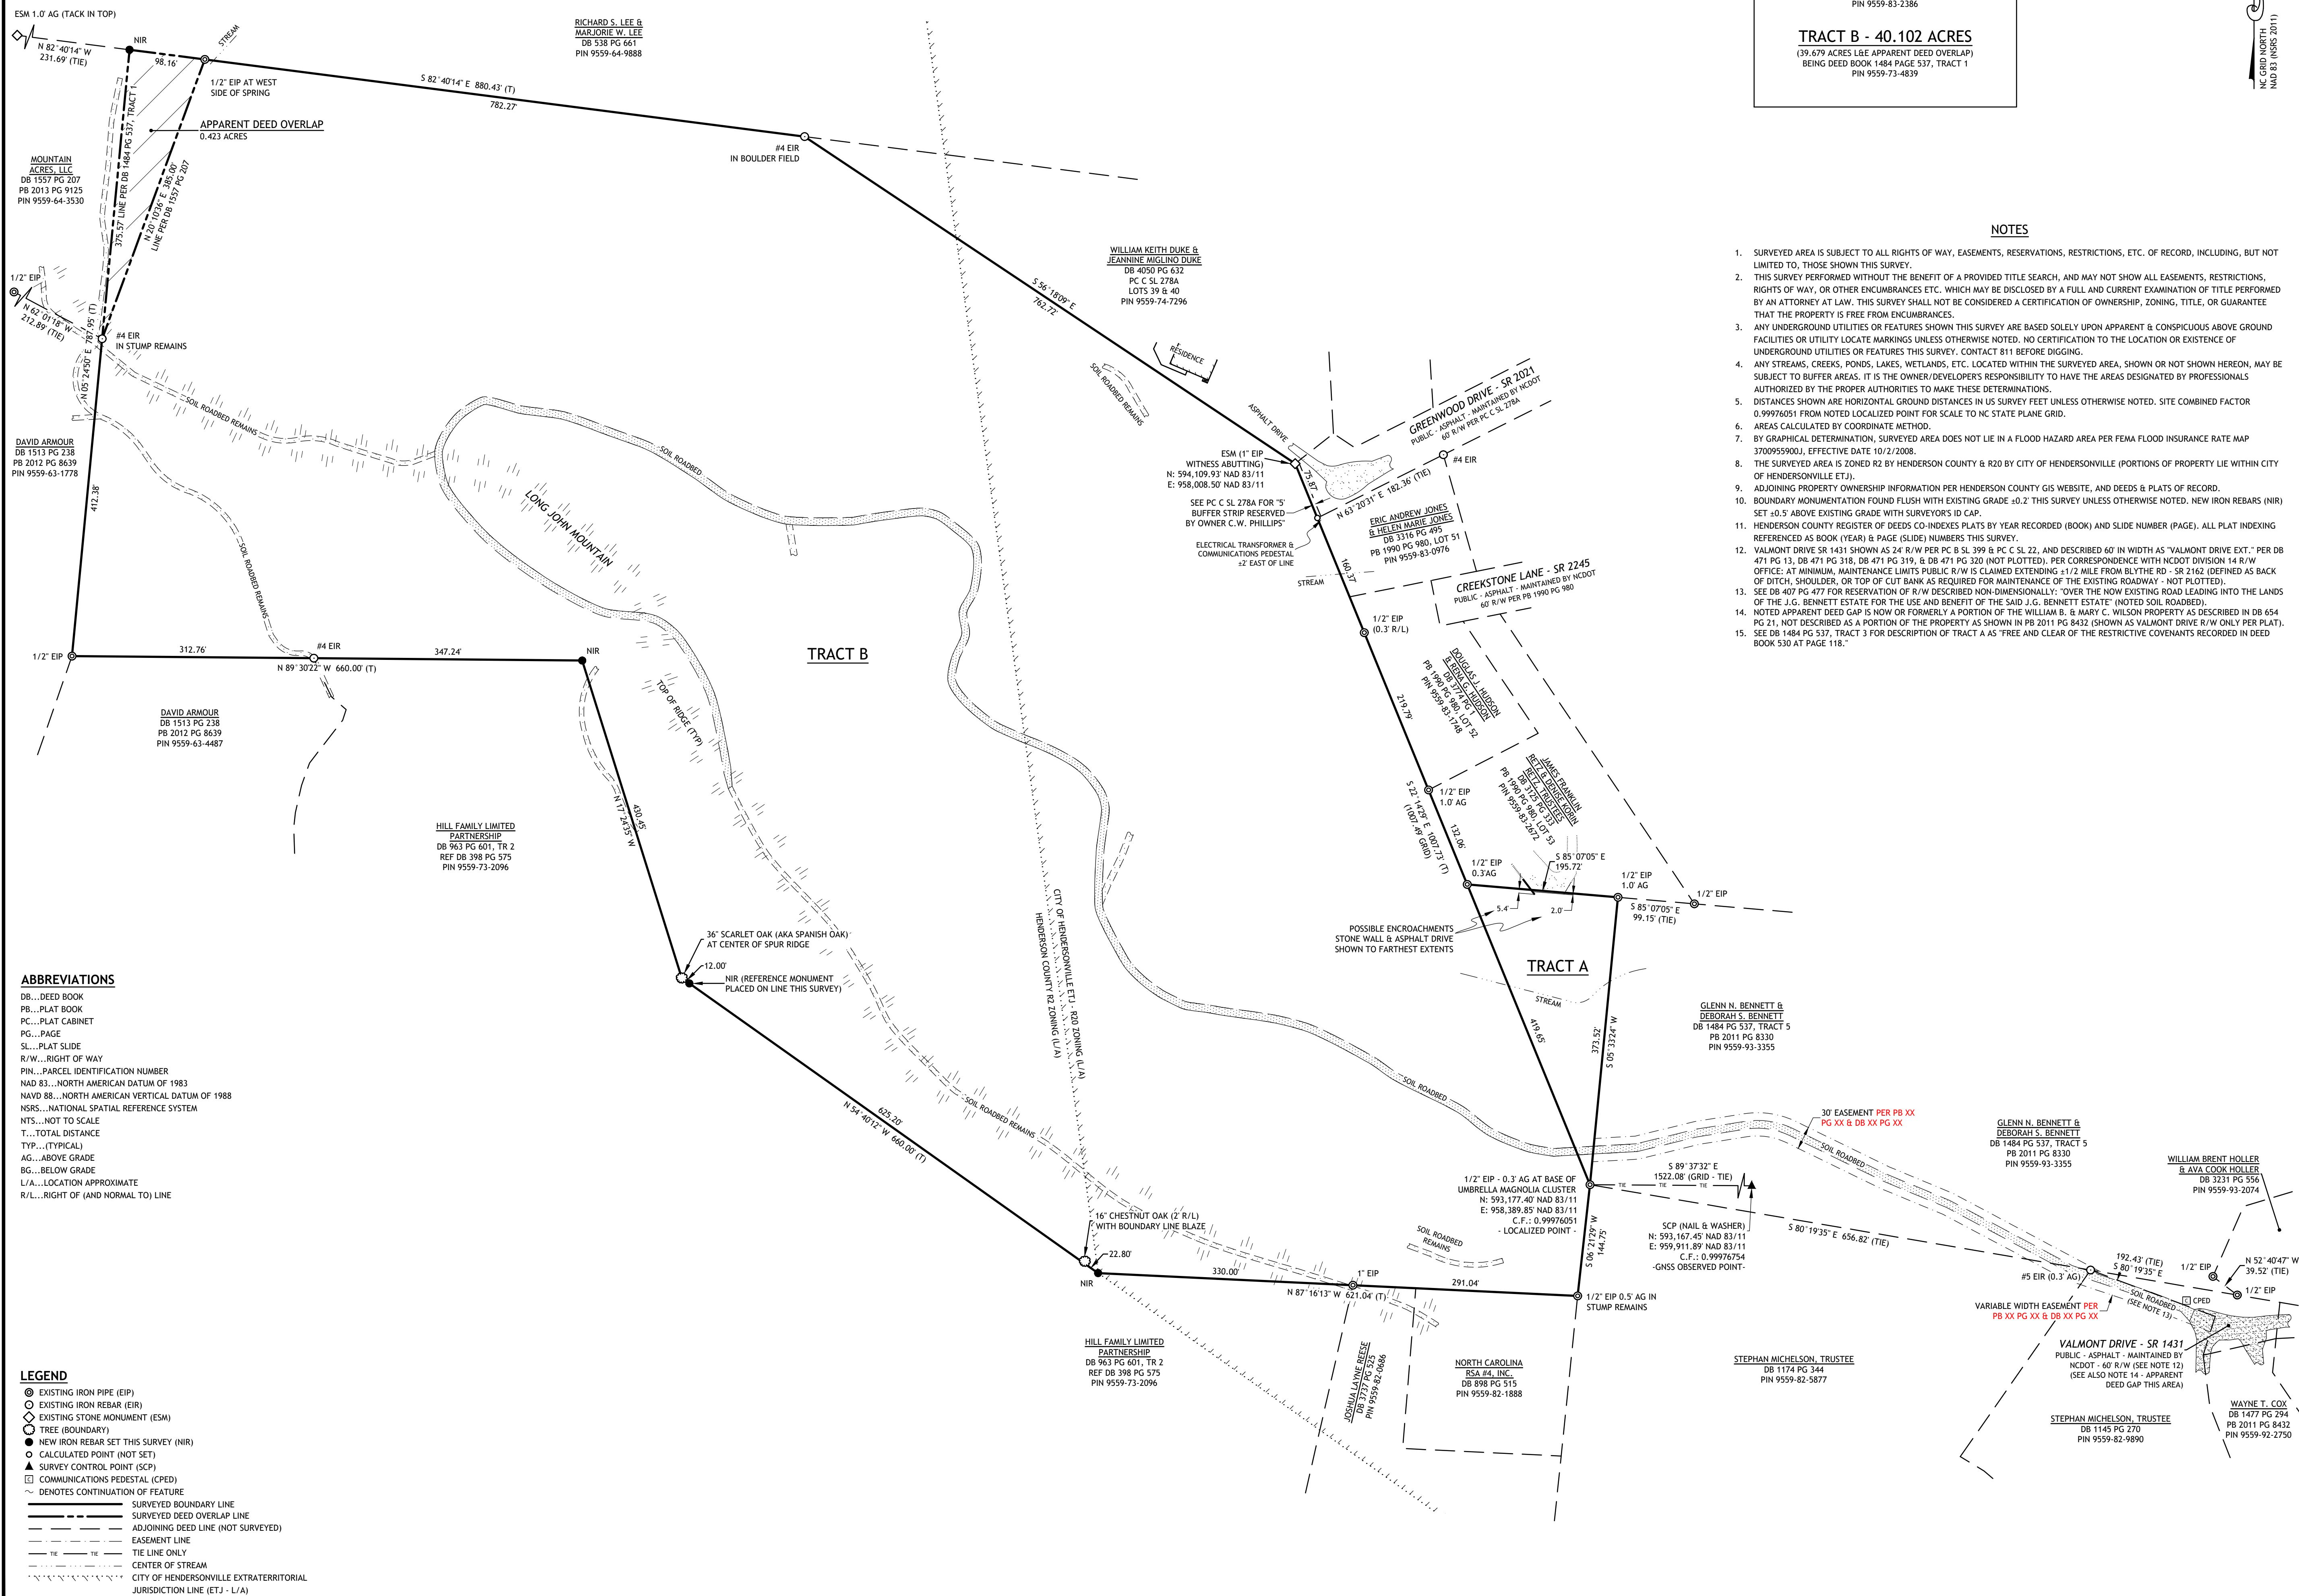 ESM 1.0' AG (TACK IN TOP)
N 82°40'14" W
231.69' (TIE)
NIR
98.16'
STREAM
1/2" EIP AT WEST
SIDE OF SPRING
APPARENT DEED OVERLAP
0.423 ACRES
375.57' LINE PER DB 1484 PG 537, TRACT 1
N 20°10'36" E 385.00'
LINE PER DB 1557 PG 207
MOUNTAIN
ACRES, LLC
DB 1557 PG 207
PB 2013 PG 9125
PIN 9559-64-3530
RICHARD S. LEE &
MARJORIE W. LEE
DB 538 PG 661
PIN 9559-64-9888
S 82°40'14" E 880.43' (T)
782.27'
#4 EIR
IN BOULDER FIELD
PIN 9559-83-2386
TRACT B - 40.102 ACRES
(39.679 ACRES L&E APPARENT DEED OVERLAP)
BEING DEED BOOK 1484 PAGE 537, TRACT 1
PIN 9559-73-4839
NC GRID NORTH
NAD 83 (NSRS 2011)
1/2" EIP
N 62°01'18" W
212.89' (TIE)
N 05°24'50" E 787.95' (T)
#4 EIR
IN STUMP REMAINS
SOIL ROADBED REMAINS
DAVID ARMOUR
DB 1513 PG 238
PB 2012 PG 8639
PIN 9559-63-1778
412.38'
SOIL ROADBED REMAINS
SOIL ROADBED
LONG JOHN MOUNTAIN
WILLIAM KEITH DUKE &
JEANNINE MIGLINO DUKE
DB 4050 PG 632
PC C SL 278A
LOTS 39 & 40
PIN 9559-74-7296
S 56°18'09" E
762.72'
RESIDENCE
SOIL ROADBED
REMAINS
ASPHALT DRIVE
GREENWOOD DRIVE - SR 2021
PUBLIC - ASPHALT - MAINTAINED BY NCDOT
60' R/W PER PC C SL 278A
ESM (1" EIP
WITNESS ABUTTING)
N: 594,109.93' NAD 83/11
E: 958,008.50' NAD 83/11
75.87'
#4 EIR
N 63°20'31" E 182.36' (TIE)
SEE PC C SL 278A FOR "5'
BUFFER STRIP RESERVED
BY OWNER C.W. PHILLIPS"
ELECTRICAL TRANSFORMER &
COMMUNICATIONS PEDESTAL
±2' EAST OF LINE
ERIC ANDREW JONES
& HELEN MARIE JONES
DB 3316 PG 495
PB 1990 PG 980, LOT 51
PIN 9559-83-0976
160.37'
STREAM
CREEKSTONE LANE - SR 2245
PUBLIC - ASPHALT - MAINTAINED BY NCDOT
60' R/W PER PB 1990 PG 980
1/2" EIP
(0.3' R/L)
DOUGLAS J. HUDSON
& RENA G. HUDSON
DB 3774 PG 1
PB 1990 PG 980, LOT 52
PIN 9559-83-1748
219.79'
1/2" EIP
1.0' AG
S 22°14'29" E 1007.73' (T)
(1007.49' GRID)
132.06'
JAMES FRANKLIN
RETZ & DENISE KORIN
RETZ, TRUSTEES
DB 3125 PG 333
PB 1990 PG 980, LOT 53
PIN 9559-83-2672
NOTES
1. SURVEYED AREA IS SUBJECT TO ALL RIGHTS OF WAY, EASEMENTS, RESERVATIONS, RESTRICTIONS, ETC. OF RECORD, INCLUDING, BUT NOT
LIMITED TO, THOSE SHOWN THIS SURVEY.
2. THIS SURVEY PERFORMED WITHOUT THE BENEFIT OF A PROVIDED TITLE SEARCH, AND MAY NOT SHOW ALL EASEMENTS, RESTRICTIONS,
RIGHTS OF WAY, OR OTHER ENCUMBRANCES ETC. WHICH MAY BE DISCLOSED BY A FULL AND CURRENT EXAMINATION OF TITLE PERFORMED
BY AN ATTORNEY AT LAW. THIS SURVEY SHALL NOT BE CONSIDERED A CERTIFICATION OF OWNERSHIP, ZONING, TITLE, OR GUARANTEE
THAT THE PROPERTY IS FREE FROM ENCUMBRANCES.
3. ANY UNDERGROUND UTILITIES OR FEATURES SHOWN THIS SURVEY ARE BASED SOLELY UPON APPARENT & CONSPICUOUS ABOVE GROUND
FACILITIES OR UTILITY LOCATE MARKINGS UNLESS OTHERWISE NOTED. NO CERTIFICATION TO THE LOCATION OR EXISTENCE OF
UNDERGROUND UTILITIES OR FEATURES THIS SURVEY. CONTACT 811 BEFORE DIGGING.
4. ANY STREAMS, CREEKS, PONDS, LAKES, WETLANDS, ETC. LOCATED WITHIN THE SURVEYED AREA, SHOWN OR NOT SHOWN HEREON, MAY BE
SUBJECT TO BUFFER AREAS. IT IS THE OWNER/DEVELOPER'S RESPONSIBILITY TO HAVE THE AREAS DESIGNATED BY PROFESSIONALS
AUTHORIZED BY THE PROPER AUTHORITIES TO MAKE THESE DETERMINATIONS.
5. DISTANCES SHOWN ARE HORIZONTAL GROUND DISTANCES IN US SURVEY FEET UNLESS OTHERWISE NOTED. SITE COMBINED FACTOR
0.99976051 FROM NOTED LOCALIZED POINT FOR SCALE TO NC STATE PLANE GRID.
6. AREAS CALCULATED BY COORDINATE METHOD.
7. BY GRAPHICAL DETERMINATION, SURVEYED AREA DOES NOT LIE IN A FLOOD HAZARD AREA PER FEMA FLOOD INSURANCE RATE MAP
3700955900J, EFFECTIVE DATE 10/2/2008.
8. THE SURVEYED AREA IS ZONED R2 BY HENDERSON COUNTY & R20 BY CITY OF HENDERSONVILLE (PORTIONS OF PROPERTY LIE WITHIN CITY
OF HENDERSONVILLE ETJ).
9. ADJOINING PROPERTY OWNERSHIP INFORMATION PER HENDERSON COUNTY GIS WEBSITE, AND DEEDS & PLATS OF RECORD.
10. BOUNDARY MONUMENTATION FOUND FLUSH WITH EXISTING GRADE ±0.2' THIS SURVEY UNLESS OTHERWISE NOTED. NEW IRON REBARS (NIR)
SET ±0.5' ABOVE EXISTING GRADE WITH SURVEYOR'S ID CAP.
11. HENDERSON COUNTY REGISTER OF DEEDS CO-INDEXES PLATS BY YEAR RECORDED (BOOK) AND SLIDE NUMBER (PAGE). ALL PLAT INDEXING
REFERENCED AS BOOK (YEAR) & PAGE (SLIDE) NUMBERS THIS SURVEY.
12. VALMONT DRIVE SR 1431 SHOWN AS 24' R/W PER PC B SL 399 & PC C SL 22, AND DESCRIBED 60' IN WIDTH AS "VALMONT DRIVE EXT." PER DB
471 PG 13, DB 471 PG 318, DB 471 PG 319, & DB 471 PG 320 (NOT PLOTTED). PER CORRESPONDENCE WITH NCDOT DIVISION 14 R/W
OFFICE: AT MINIMUM, MAINTENANCE LIMITS PUBLIC R/W IS CLAIMED EXTENDING ±1/2 MILE FROM BLYTHE RD - SR 2162 (DEFINED AS BACK
OF DITCH, SHOULDER, OR TOP OF CUT BANK AS REQUIRED FOR MAINTENANCE OF THE EXISTING ROADWAY - NOT PLOTTED).
13. SEE DB 407 PG 477 FOR RESERVATION OF R/W DESCRIBED NON-DIMENSIONALLY: "OVER THE NOW EXISTING ROAD LEADING INTO THE LANDS
OF THE J.G. BENNETT ESTATE FOR THE USE AND BENEFIT OF THE SAID J.G. BENNETT ESTATE" (NOTED SOIL ROADBED).
14. NOTED APPARENT DEED GAP IS NOW OR FORMERLY A PORTION OF THE WILLIAM B. & MARY C. WILSON PROPERTY AS DESCRIBED IN DB 654
PG 21, NOT DESCRIBED AS A PORTION OF THE PROPERTY AS SHOWN IN PB 2011 PG 8432 (SHOWN AS VALMONT DRIVE R/W ONLY PER PLAT).
15. SEE DB 1484 PG 537, TRACT 3 FOR DESCRIPTION OF TRACT A AS "FREE AND CLEAR OF THE RESTRICTIVE COVENANTS RECORDED IN DEED
BOOK 530 AT PAGE 118."
1/2" EIP
312.76'
#4 EIR
347.24'
NIR
N 89°30'22" W 660.00' (T)
TRACT B
TOP OF RIDGE (TYP)
DAVID ARMOUR
DB 1513 PG 238
PB 2012 PG 8639
PIN 9559-63-4487
HILL FAMILY LIMITED
PARTNERSHIP
DB 963 PG 601, TR 2
REF DB 398 PG 575
PIN 9559-73-2096
430.45'
N 17°24'35" W
36" SCARLET OAK (AKA SPANISH OAK)
AT CENTER OF SPUR RIDGE
12.00'
NIR (REFERENCE MONUMENT
PLACED ON LINE THIS SURVEY)
CITY OF HENDERSONVILLE ETJ - R20 ZONING (L/A)
HENDERSON COUNTY R2 ZONING (L/A)
1/2" EIP
0.3'AG
S 85°07'05" E
195.72'
1/2" EIP
1.0' AG
1/2" EIP
S 85°07'05" E
99.15' (TIE)
5.4'
2.0'
POSSIBLE ENCROACHMENTS
STONE WALL & ASPHALT DRIVE
SHOWN TO FARTHEST EXTENTS
TRACT A
STREAM
419.65'
373.52'
S 05°33'24" W
GLENN N. BENNETT &
DEBORAH S. BENNETT
DB 1484 PG 537, TRACT 5
PB 2011 PG 8330
PIN 9559-93-3355
ABBREVIATIONS
DB...DEED BOOK
PB...PLAT BOOK
PC...PLAT CABINET
PG...PAGE
SL...PLAT SLIDE
R/W...RIGHT OF WAY
PIN...PARCEL IDENTIFICATION NUMBER
NAD 83...NORTH AMERICAN DATUM OF 1983
NAVD 88...NORTH AMERICAN VERTICAL DATUM OF 1988
NSRS...NATIONAL SPATIAL REFERENCE SYSTEM
NTS...NOT TO SCALE
T...TOTAL DISTANCE
TYP...(TYPICAL)
AG...ABOVE GRADE
BG...BELOW GRADE
L/A...LOCATION APPROXIMATE
R/L...RIGHT OF (AND NORMAL TO) LINE
625.20'
N 54°40'12" W 660.00' (T)
SOIL ROADBED REMAINS
SOIL ROADBED
16" CHESTNUT OAK (2' R/L)
WITH BOUNDARY LINE BLAZE
22.80'
NIR
330.00'
1" EIP
291.04'
N 87°16'13" W 621.04' (T)
SOIL ROADBED
REMAINS
1/2" EIP - 0.3' AG AT BASE OF
UMBRELLA MAGNOLIA CLUSTER
N: 593,177.40' NAD 83/11
E: 958,389.85' NAD 83/11
C.F.: 0.99976051
- LOCALIZED POINT -
S 06°21'29" W
144.75'
1/2" EIP 0.5' AG IN
STUMP REMAINS
S 89°37'32" E
1522.08' (GRID - TIE)
TIE TIE TIE
SCP (NAIL & WASHER)
N: 593,167.45' NAD 83/11
E: 959,911.89' NAD 83/11
C.F.: 0.99976754
-GNSS OBSERVED POINT-
S 80°19'35" E 656.82' (TIE)
30' EASEMENT PER PB XX
PG XX & DB XX PG XX
SOIL ROADBED
GLENN N. BENNETT &
DEBORAH S. BENNETT
DB 1484 PG 537, TRACT 5
PB 2011 PG 8330
PIN 9559-93-3355
WILLIAM BRENT HOLLER
& AVA COOK HOLLER
DB 3231 PG 556
PIN 9559-93-2074
192.43' (TIE)
S 80°19'35" E
#5 EIR (0.3' AG)
1/2" EIP
N 52°40'47" W
39.52' (TIE)
1/2" EIP
C CPED
SOIL ROADBED
(SEE NOTE 13)
VARIABLE WIDTH EASEMENT PER
PB XX PG XX & DB XX PG XX
VALMONT DRIVE - SR 1431
PUBLIC - ASPHALT - MAINTAINED BY
NCDOT - 60' R/W (SEE NOTE 12)
(SEE ALSO NOTE 14 - APPARENT
DEED GAP THIS AREA)
HILL FAMILY LIMITED
PARTNERSHIP
DB 963 PG 601, TR 2
REF DB 398 PG 575
PIN 9559-73-2096
JOSHUA LAYNE REESE
DB 3737 PG 525
PIN 9559-82-0686
NORTH CAROLINA
RSA #4, INC.
DB 898 PG 515
PIN 9559-82-1888
STEPHAN MICHELSON, TRUSTEE
DB 1174 PG 344
PIN 9559-82-5877
STEPHAN MICHELSON, TRUSTEE
DB 1145 PG 270
PIN 9559-82-9890
WAYNE T. COX
DB 1477 PG 294
PB 2011 PG 8432
PIN 9559-92-2750
LEGEND
EXISTING IRON PIPE (EIP)
EXISTING IRON REBAR (EIR)
EXISTING STONE MONUMENT (ESM)
TREE (BOUNDARY)
NEW IRON REBAR SET THIS SURVEY (NIR)
CALCULATED POINT (NOT SET)
SURVEY CONTROL POINT (SCP)
C COMMUNICATIONS PEDESTAL (CPED)
DENOTES CONTINUATION OF FEATURE
SURVEYED BOUNDARY LINE
SURVEYED DEED OVERLAP LINE
ADJOINING DEED LINE (NOT SURVEYED)
EASEMENT LINE
TIE TIE TIE LINE ONLY
CENTER OF STREAM
CITY OF HENDERSONVILLE EXTRATERRITORIAL
JURISDICTION LINE (ETJ - L/A)